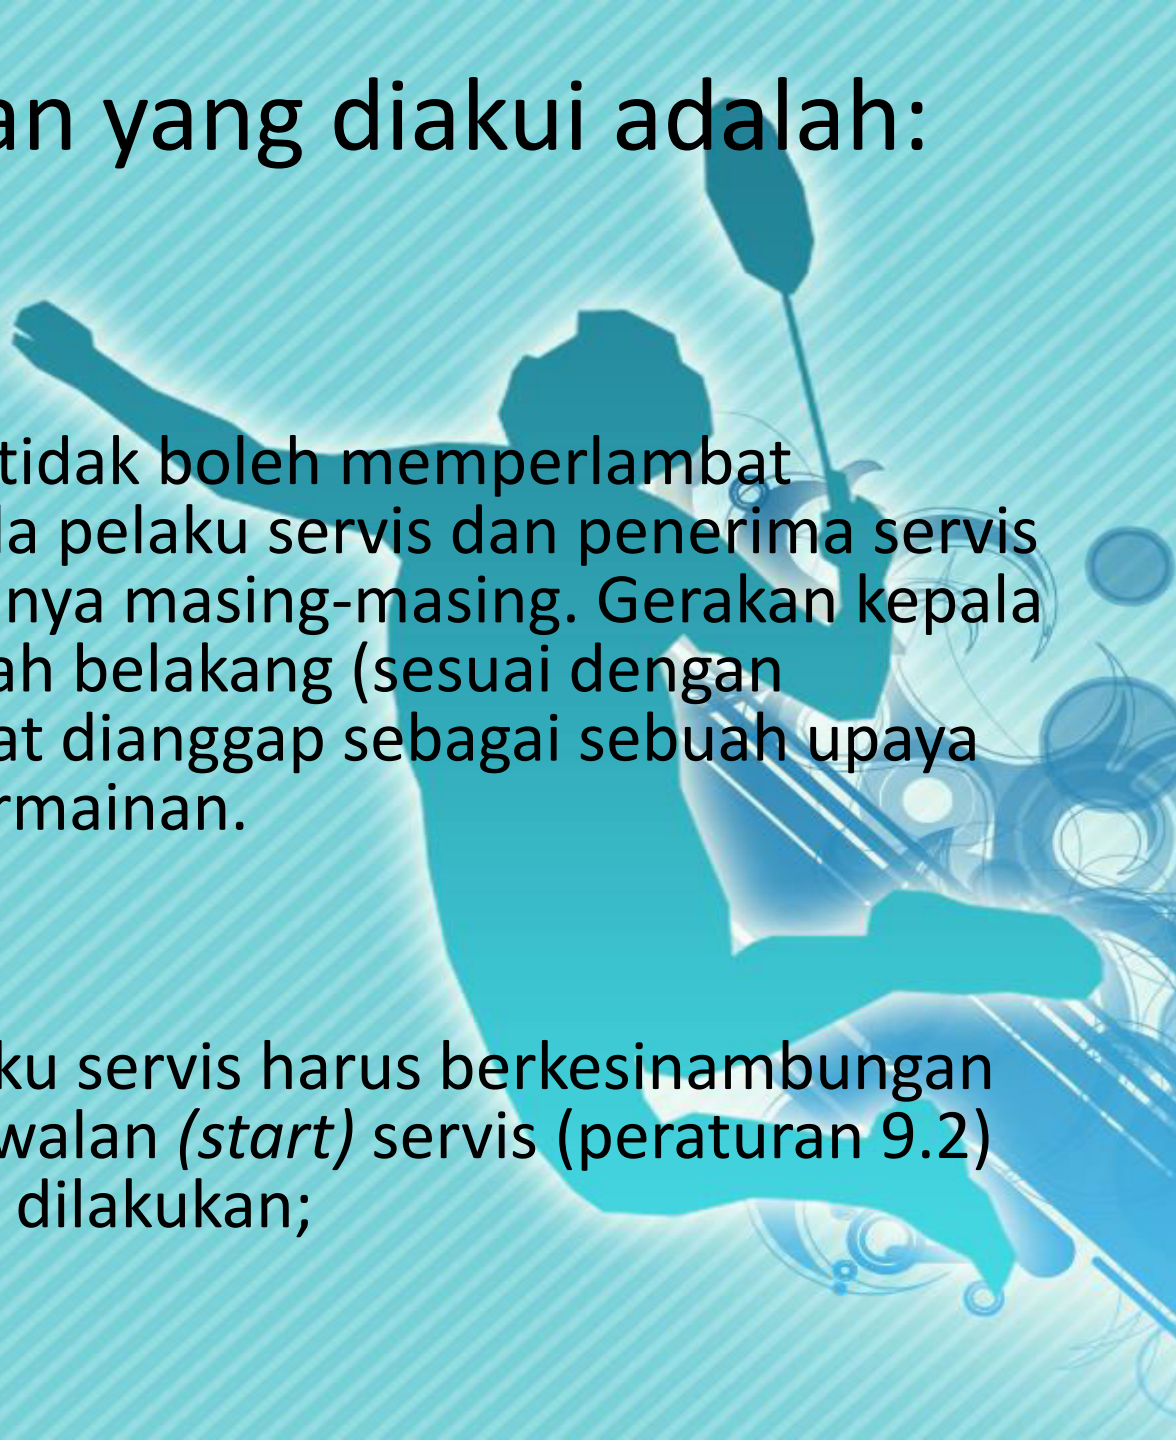 an yang diakui adalah:
tidak boleh memperlambat
la pelaku servis dan penerima servis
nya masing-masing. Gerakan kepala
ah belakang (sesuai dengan
at dianggap sebagai sebuah upaya
rmainan.
ku servis harus berkesinambungan
walan (start) servis (peraturan 9.2)
dilakukan;